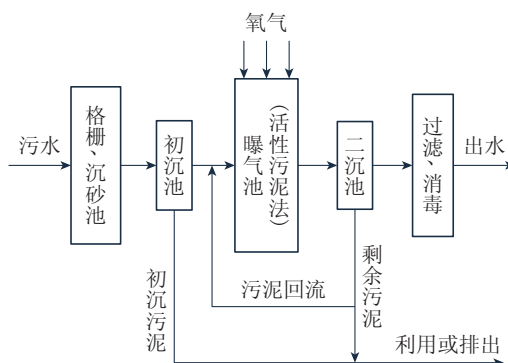 氧气
污水
格栅、沉砂池
初沉池
曝气池
(活性污泥法)
二沉池
过滤、消毒
出水
初沉污泥
污泥回流
剩余污泥
利用或排出